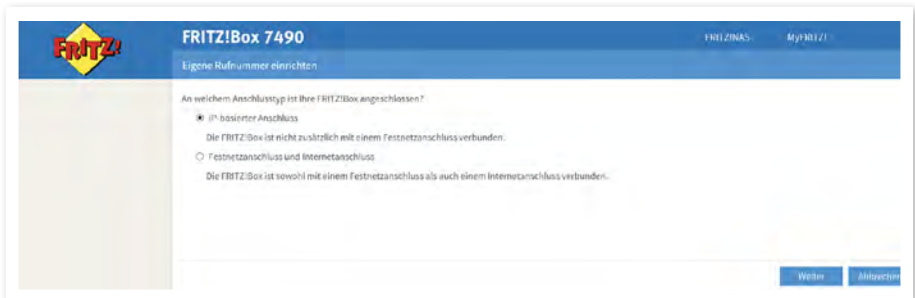 FRITZ!
FRITZ!Box 7490
FRITZ!NAS
MyFRITZ!
Eigene Rufnummer einrichten
An welchem Anschlusstyp ist Ihre FRITZ!Box angeschlossen?
IP-basierter Anschluss
Die FRITZ!Box ist nicht zusätzlich mit einem Festnetzanschluss verbunden.
Festnetzanschluss und Internetanschluss
Die FRITZ!Box ist sowohl mit einem Festnetzanschluss als auch einem Internetanschluss verbunden.
Weiter
Abbrechen